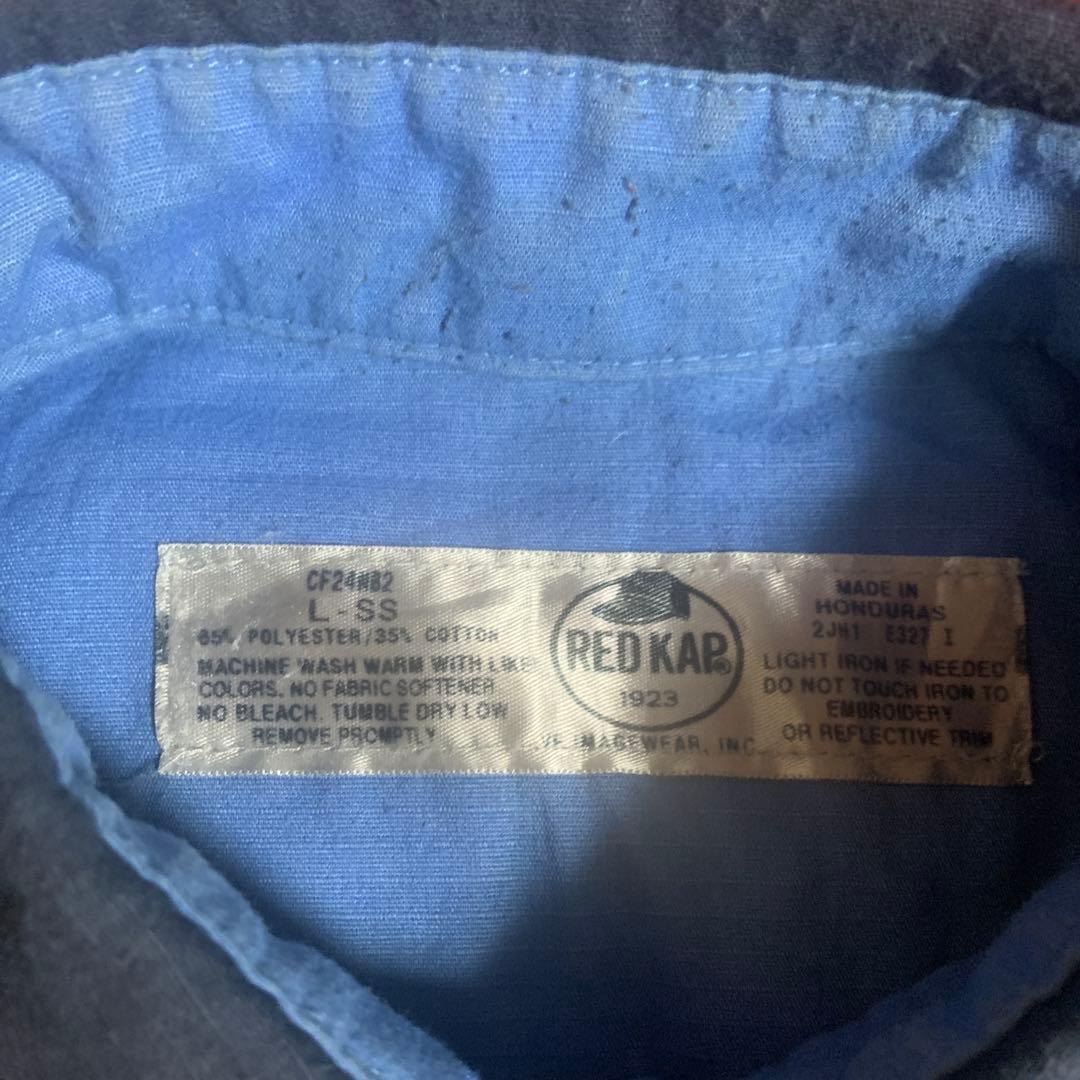 CF24WB2
L - SS
65% POLYESTER/35% COTTON
MACHINE WASH WARM WITH LIKE
COLORS. NO FABRIC SOFTENER
NO BLEACH. TUMBLE DRY LOW
REMOVE PROMPTLY
RED KAP®
1923
VF IMAGEWEAR, INC.
MADE IN
HONDURAS
2JH1 E327 I
LIGHT IRON IF NEEDED
DO NOT TOUCH IRON TO
EMBROIDERY
OR REFLECTIVE TRIM